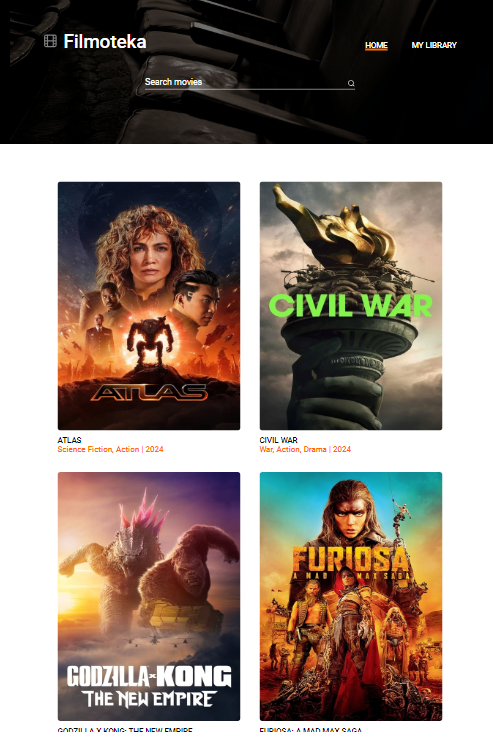 Filmoteka
HOME
MY LIBRARY
Search movies
ATLAS
CIVIL WAR
ATLAS
Science Fiction, Action | 2024
CIVIL WAR
War, Action, Drama | 2024
GODZILLA x KONG
THE NEW EMPIRE
FURIOSA
A MAD MAX SAGA
GODZILLA X KONG: THE NEW EMPIRE
FURIOSA: A MAD MAX SAGA